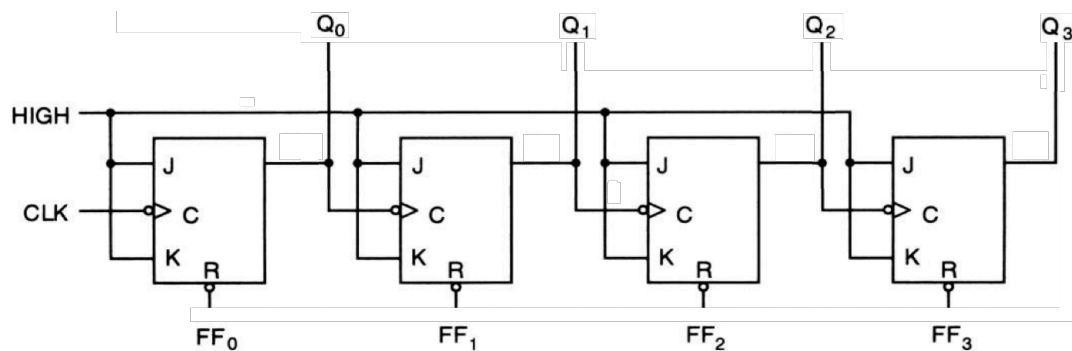 Q0 Q1 Q2 Q3
HIGH
J J J J
CLK C C C C
K K K K
R R R R
FF0 FF1 FF2 FF3